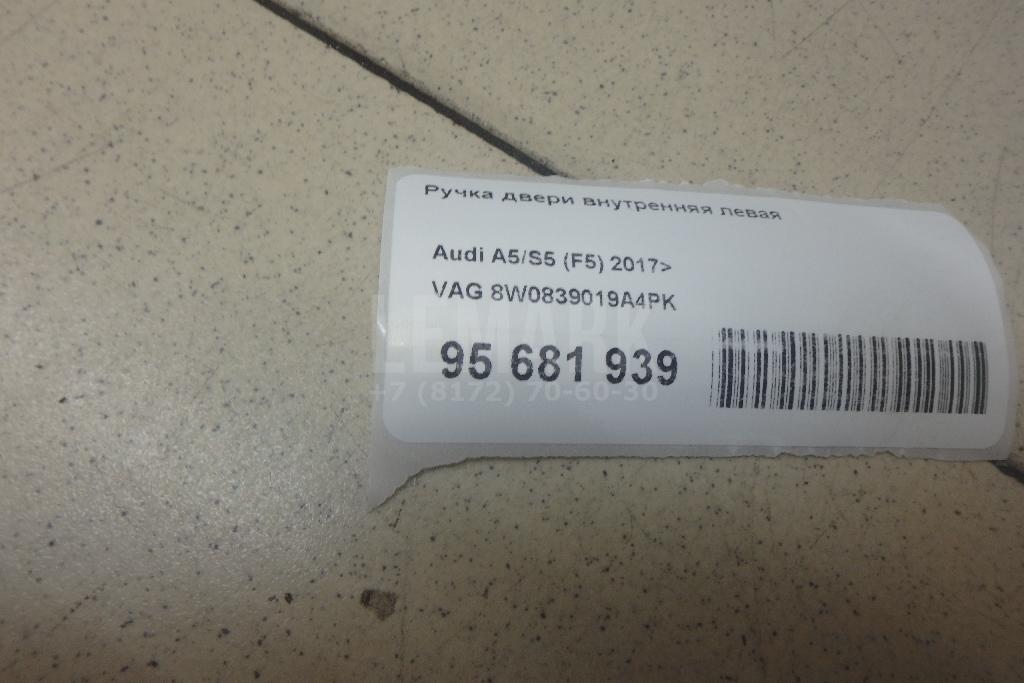 Ручка двери внутренняя левая
Audi A5/S5 (F5) 2017>
VAG 8W0839019A4PK
LEMARK
95 681 939
+7 (8172) 70-60-30